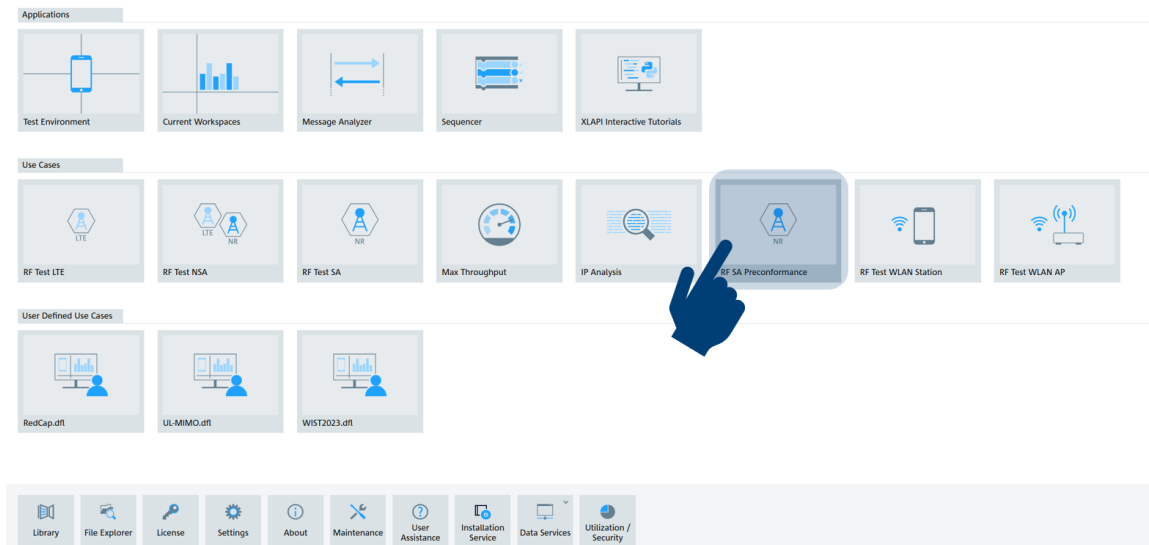 Applications
Test Environment
Current Workspaces
Message Analyzer
Sequencer
XLAPI Interactive Tutorials
Use Cases
LTE
LTE
NR
NR
NR
RF Test LTE
RF Test NSA
RF Test SA
Max Throughput
IP Analysis
RF SA Preconformance
RF Test WLAN Station
RF Test WLAN AP
User Defined Use Cases
RedCap.dfl
UL-MIMO.dfl
WIST2023.dfl
Library
File Explorer
License
Settings
About
Maintenance
User
Assistance
Installation
Service
Data Services
Utilization /
Security